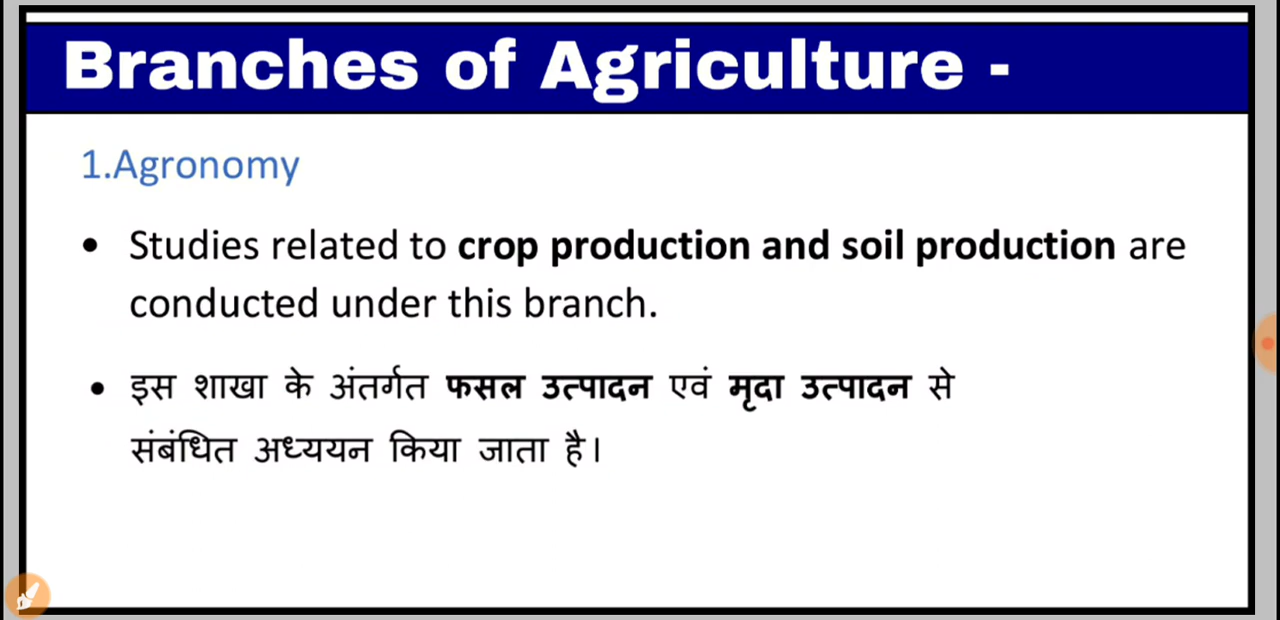 Branches of Agriculture -
1.Agronomy
• Studies related to crop production and soil production are
conducted under this branch.
• इस शाखा के अंतर्गत फसल उत्पादन एवं मृदा उत्पादन से
संबंधित अध्ययन किया जाता है।